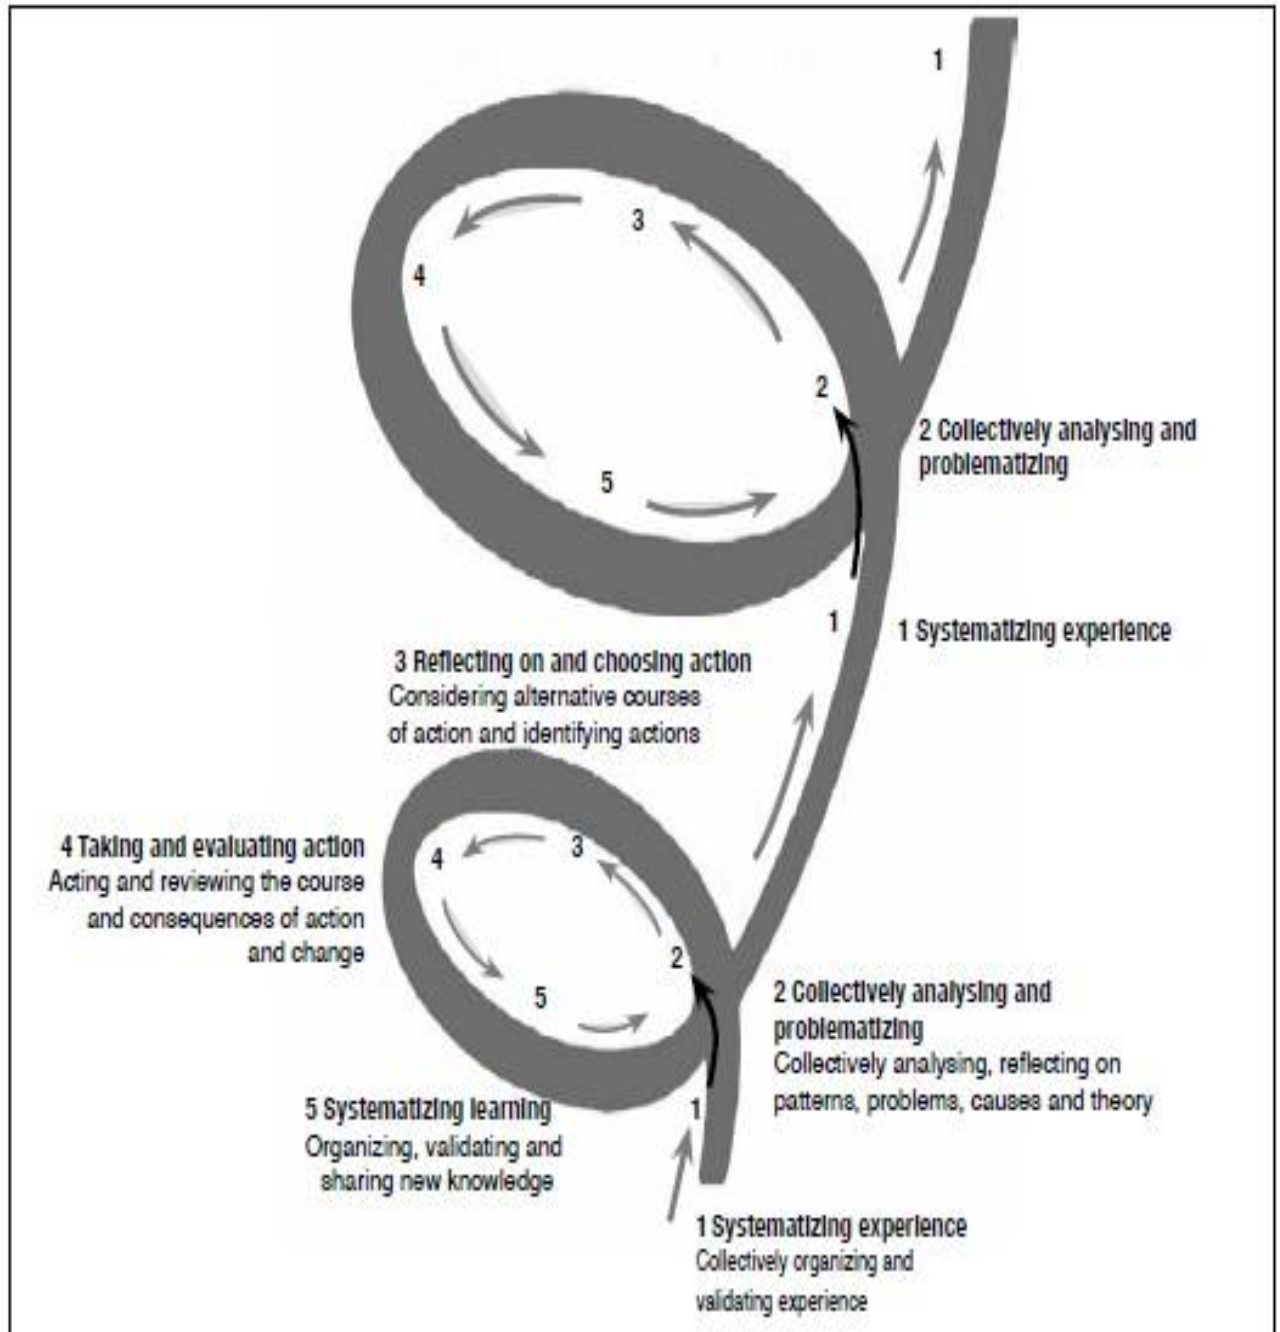 1
3
4
2
5
2 Collectively analysing and
problematizing
1
1 Systematizing experience
3 Reflecting on and choosing action
Considering alternative courses
of action and identifying actions
4 Taking and evaluating action
Acting and reviewing the course
and consequences of action
and change
3
4
2
5
2 Collectively analysing and
problematizing
Collectively analysing, reflecting on
patterns, problems, causes and theory
5 Systematizing learning
Organizing, validating and
sharing new knowledge
1
1 Systematizing experience
Collectively organizing and
validating experience